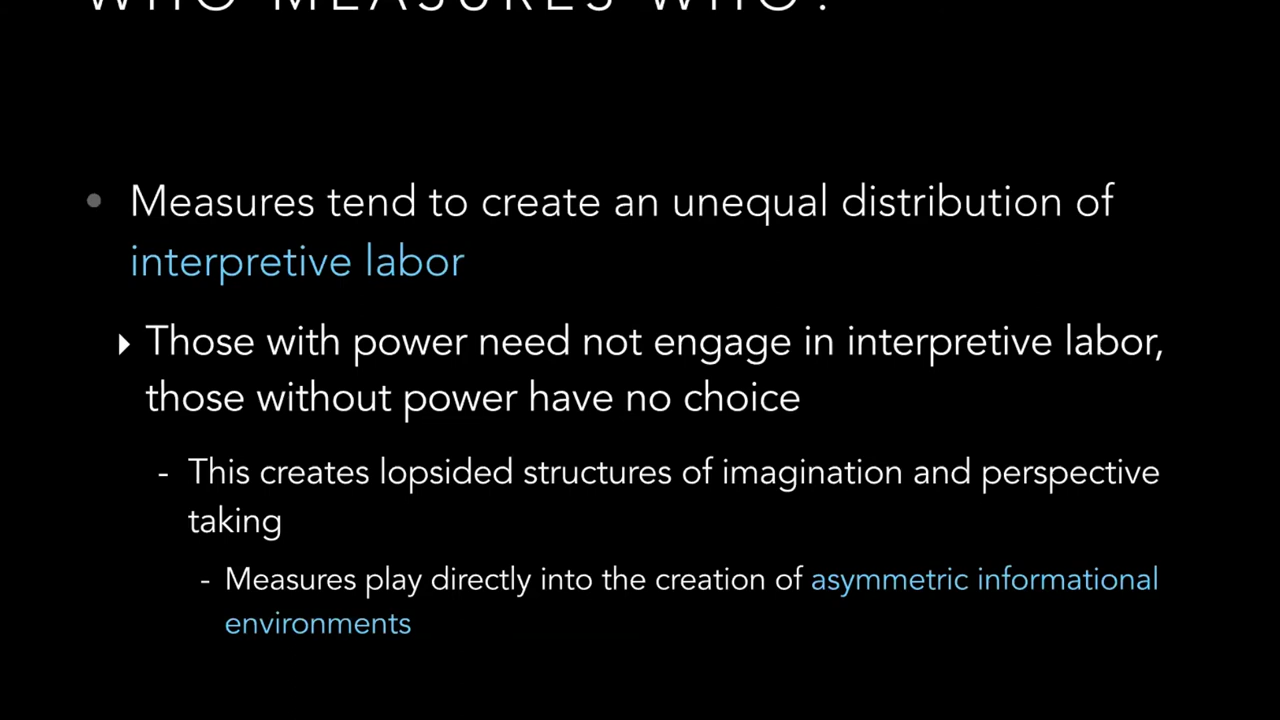 WHO MEASURES WHO?
• Measures tend to create an unequal distribution of
interpretive labor
▸ Those with power need not engage in interpretive labor,
those without power have no choice
- This creates lopsided structures of imagination and perspective
taking
- Measures play directly into the creation of asymmetric informational
environments